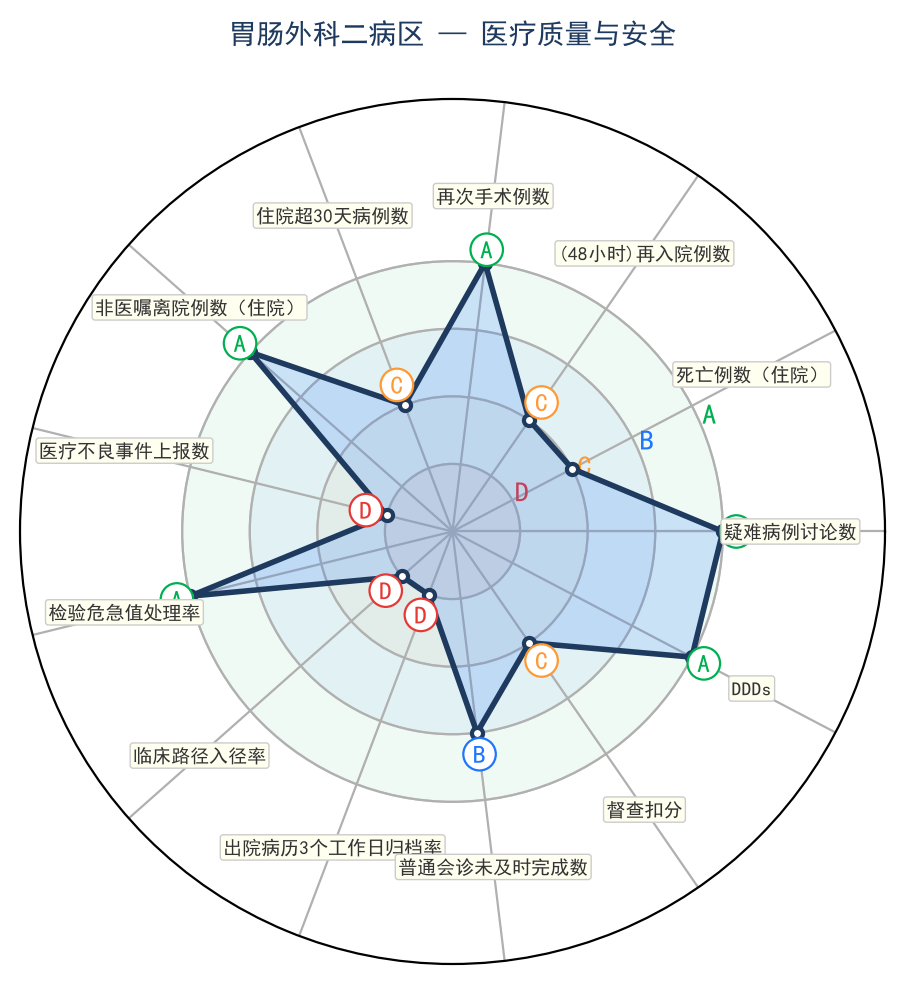 胃肠外科二病区 — 医疗质量与安全
再次手术例数
住院超30天病例数
A
(48小时)再入院例数
非医嘱离院例数（住院）
A
C
死亡例数（住院）
C
A
B
医疗不良事件上报数
C
D
D
疑难病例讨论数
D
A
检验危急值处理率
D
C
A
DDDs
B
临床路径入径率
督查扣分
出院病历3个工作日归档率
普通会诊未及时完成数